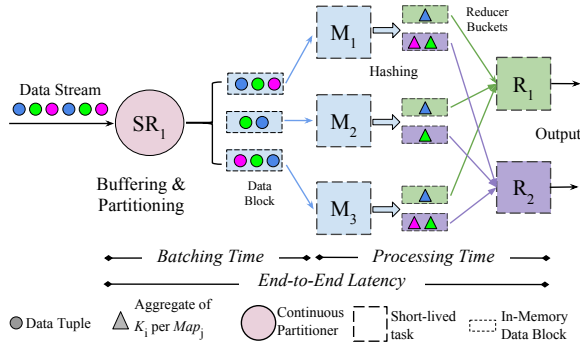 Data Stream
SR1
Buffering &
Partitioning
Data
Block
M1
M2
M3
Hashing
Reducer
Buckets
R1
R2
Output
Batching Time
Processing Time
End-to-End Latency
Data Tuple
Aggregate of
Ki per Mapj
Continuous
Partitioner
Short-lived
task
In-Memory
Data Block